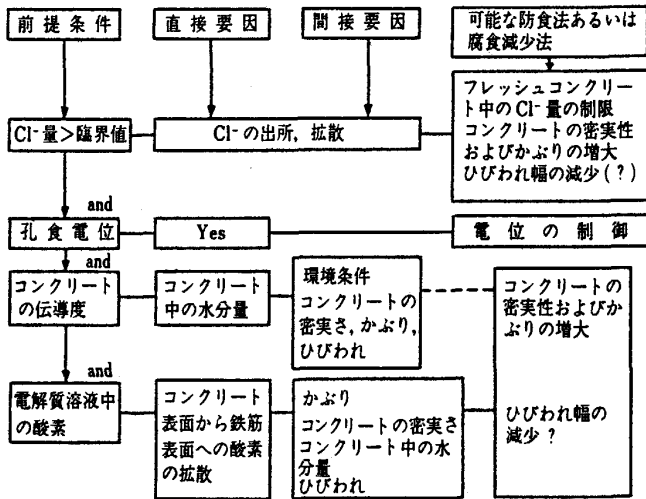 前提条件
直接要因
間接要因
可能な防食法あるいは
腐食減少法
Cl⁻量>臨界値
Cl⁻の出所,拡散
フレッシュコンクリー
ト中のCl⁻量の制限
コンクリートの密実性
およびかぶりの増大
ひびわれ幅の減少(?)
and
孔食電位
Yes
電位の制御
and
コンクリート
の伝導度
コンクリート
中の水分量
環境条件
コンクリートの
密実さ,かぶり,
ひびわれ
コンクリートの
密実性およびか
ぶりの増大
and
電解質溶液中
の酸素
コンクリート
表面から鉄筋
表面への酸素
の拡散
かぶり
コンクリートの密実さ
コンクリート中の水
分量
ひびわれ
ひびわれ幅の
減少?